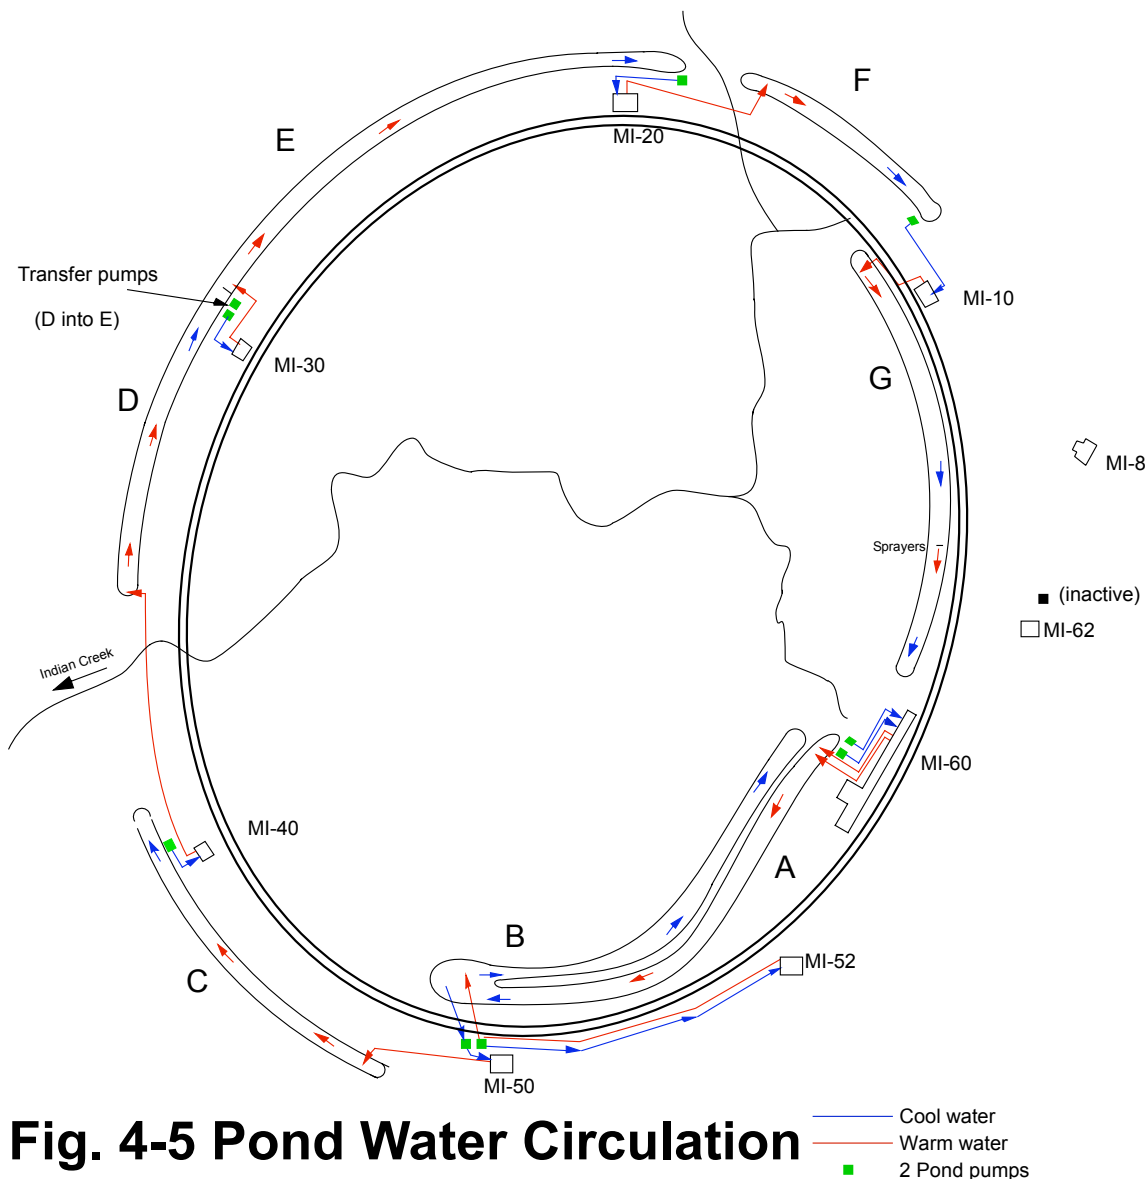 F
E
MI-20
Transfer pumps
(D into E)
MI-10
MI-30
G
D
MI-8
Sprayers
(inactive)
MI-62
Indian Creek
MI-60
MI-40
A
B
MI-52
C
MI-50
Fig. 4-5 Pond Water Circulation
Cool water
Warm water
2 Pond pumps